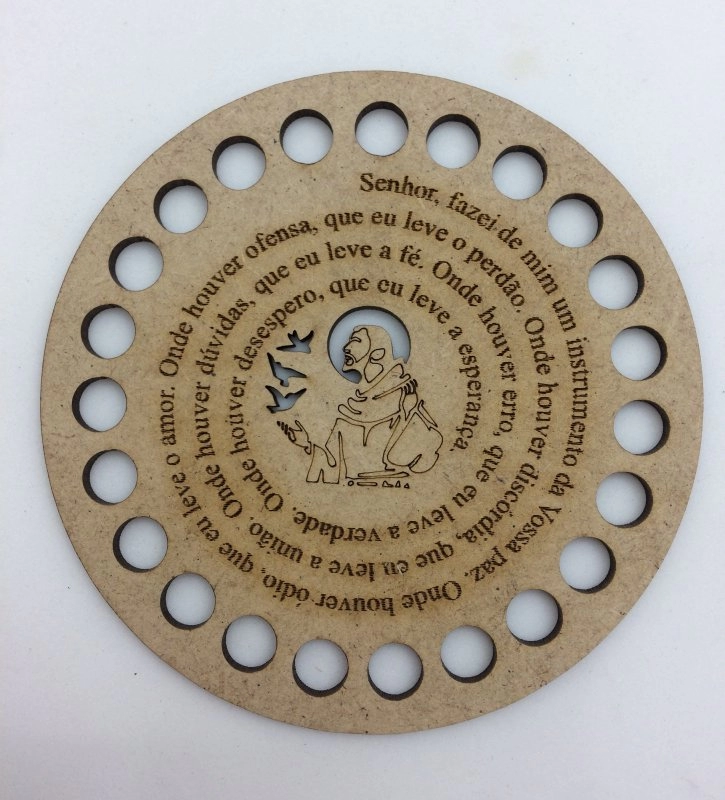 Senhor, fazei de mim um instrumento da Vossa paz. Onde houver ódio, que eu leve o amor. Onde houver ofensa, que eu leve o perdão. Onde houver discordia, que eu leve a união. Onde houver dúvidas, que eu leve a fé. Onde houver erro, que eu leve a verdade. Onde houver desespero, que eu leve a esperança.